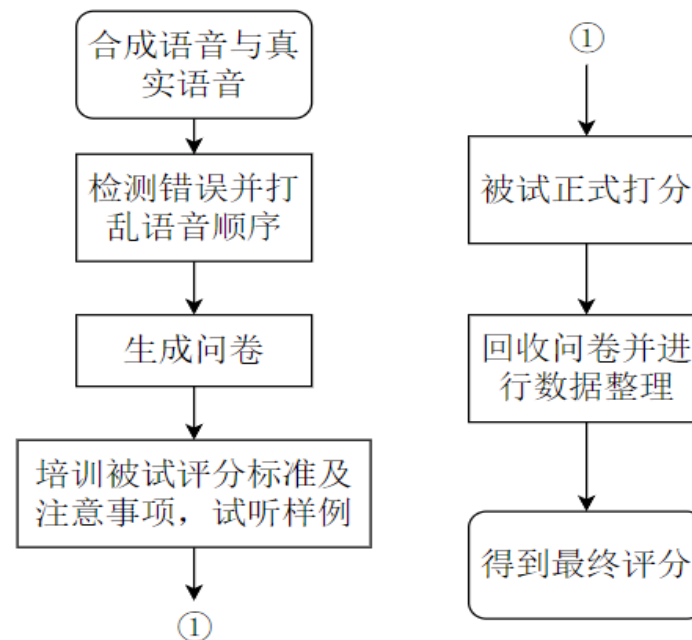 合成语音与真
实语音
检测错误并打
乱语音顺序
生成问卷
培训被试评分标准及
注意事项，试听样例
①
①
被试正式打分
回收问卷并进
行数据整理
得到最终评分